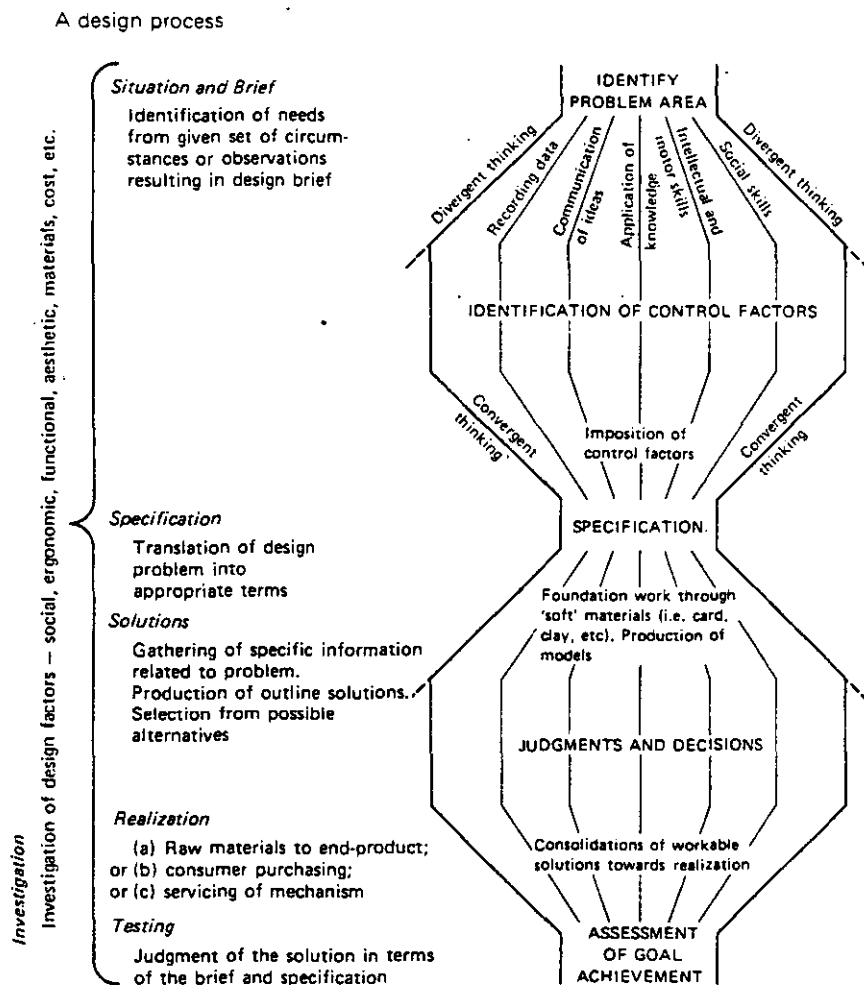 A design process
Investigation
Investigation of design factors — social, ergonomic, functional, aesthetic, materials, cost, etc.
Situation and Brief
Identification of needs
from given set of circum-
stances or observations
resulting in design brief
Specification
Translation of design
problem into
appropriate terms
Solutions
Gathering of specific information
related to problem.
Production of outline solutions.
Selection from possible
alternatives
Realization
(a) Raw materials to end-product;
or (b) consumer purchasing;
or (c) servicing of mechanism
Testing
Judgment of the solution in terms
of the brief and specification
IDENTIFY
PROBLEM AREA
Divergent thinking
Recording data
Communication
of ideas
Application of
knowledge
Intellectual and
motor skills
Social skills
Divergent thinking
IDENTIFICATION OF CONTROL FACTORS
Convergent
thinking
Imposition of
control factors
Convergent
thinking
SPECIFICATION.
Foundation work through
'soft' materials (i.e. card,
clay, etc). Production of
models
JUDGMENTS AND DECISIONS
Consolidations of workable
solutions towards realization
ASSESSMENT
OF GOAL
ACHIEVEMENT